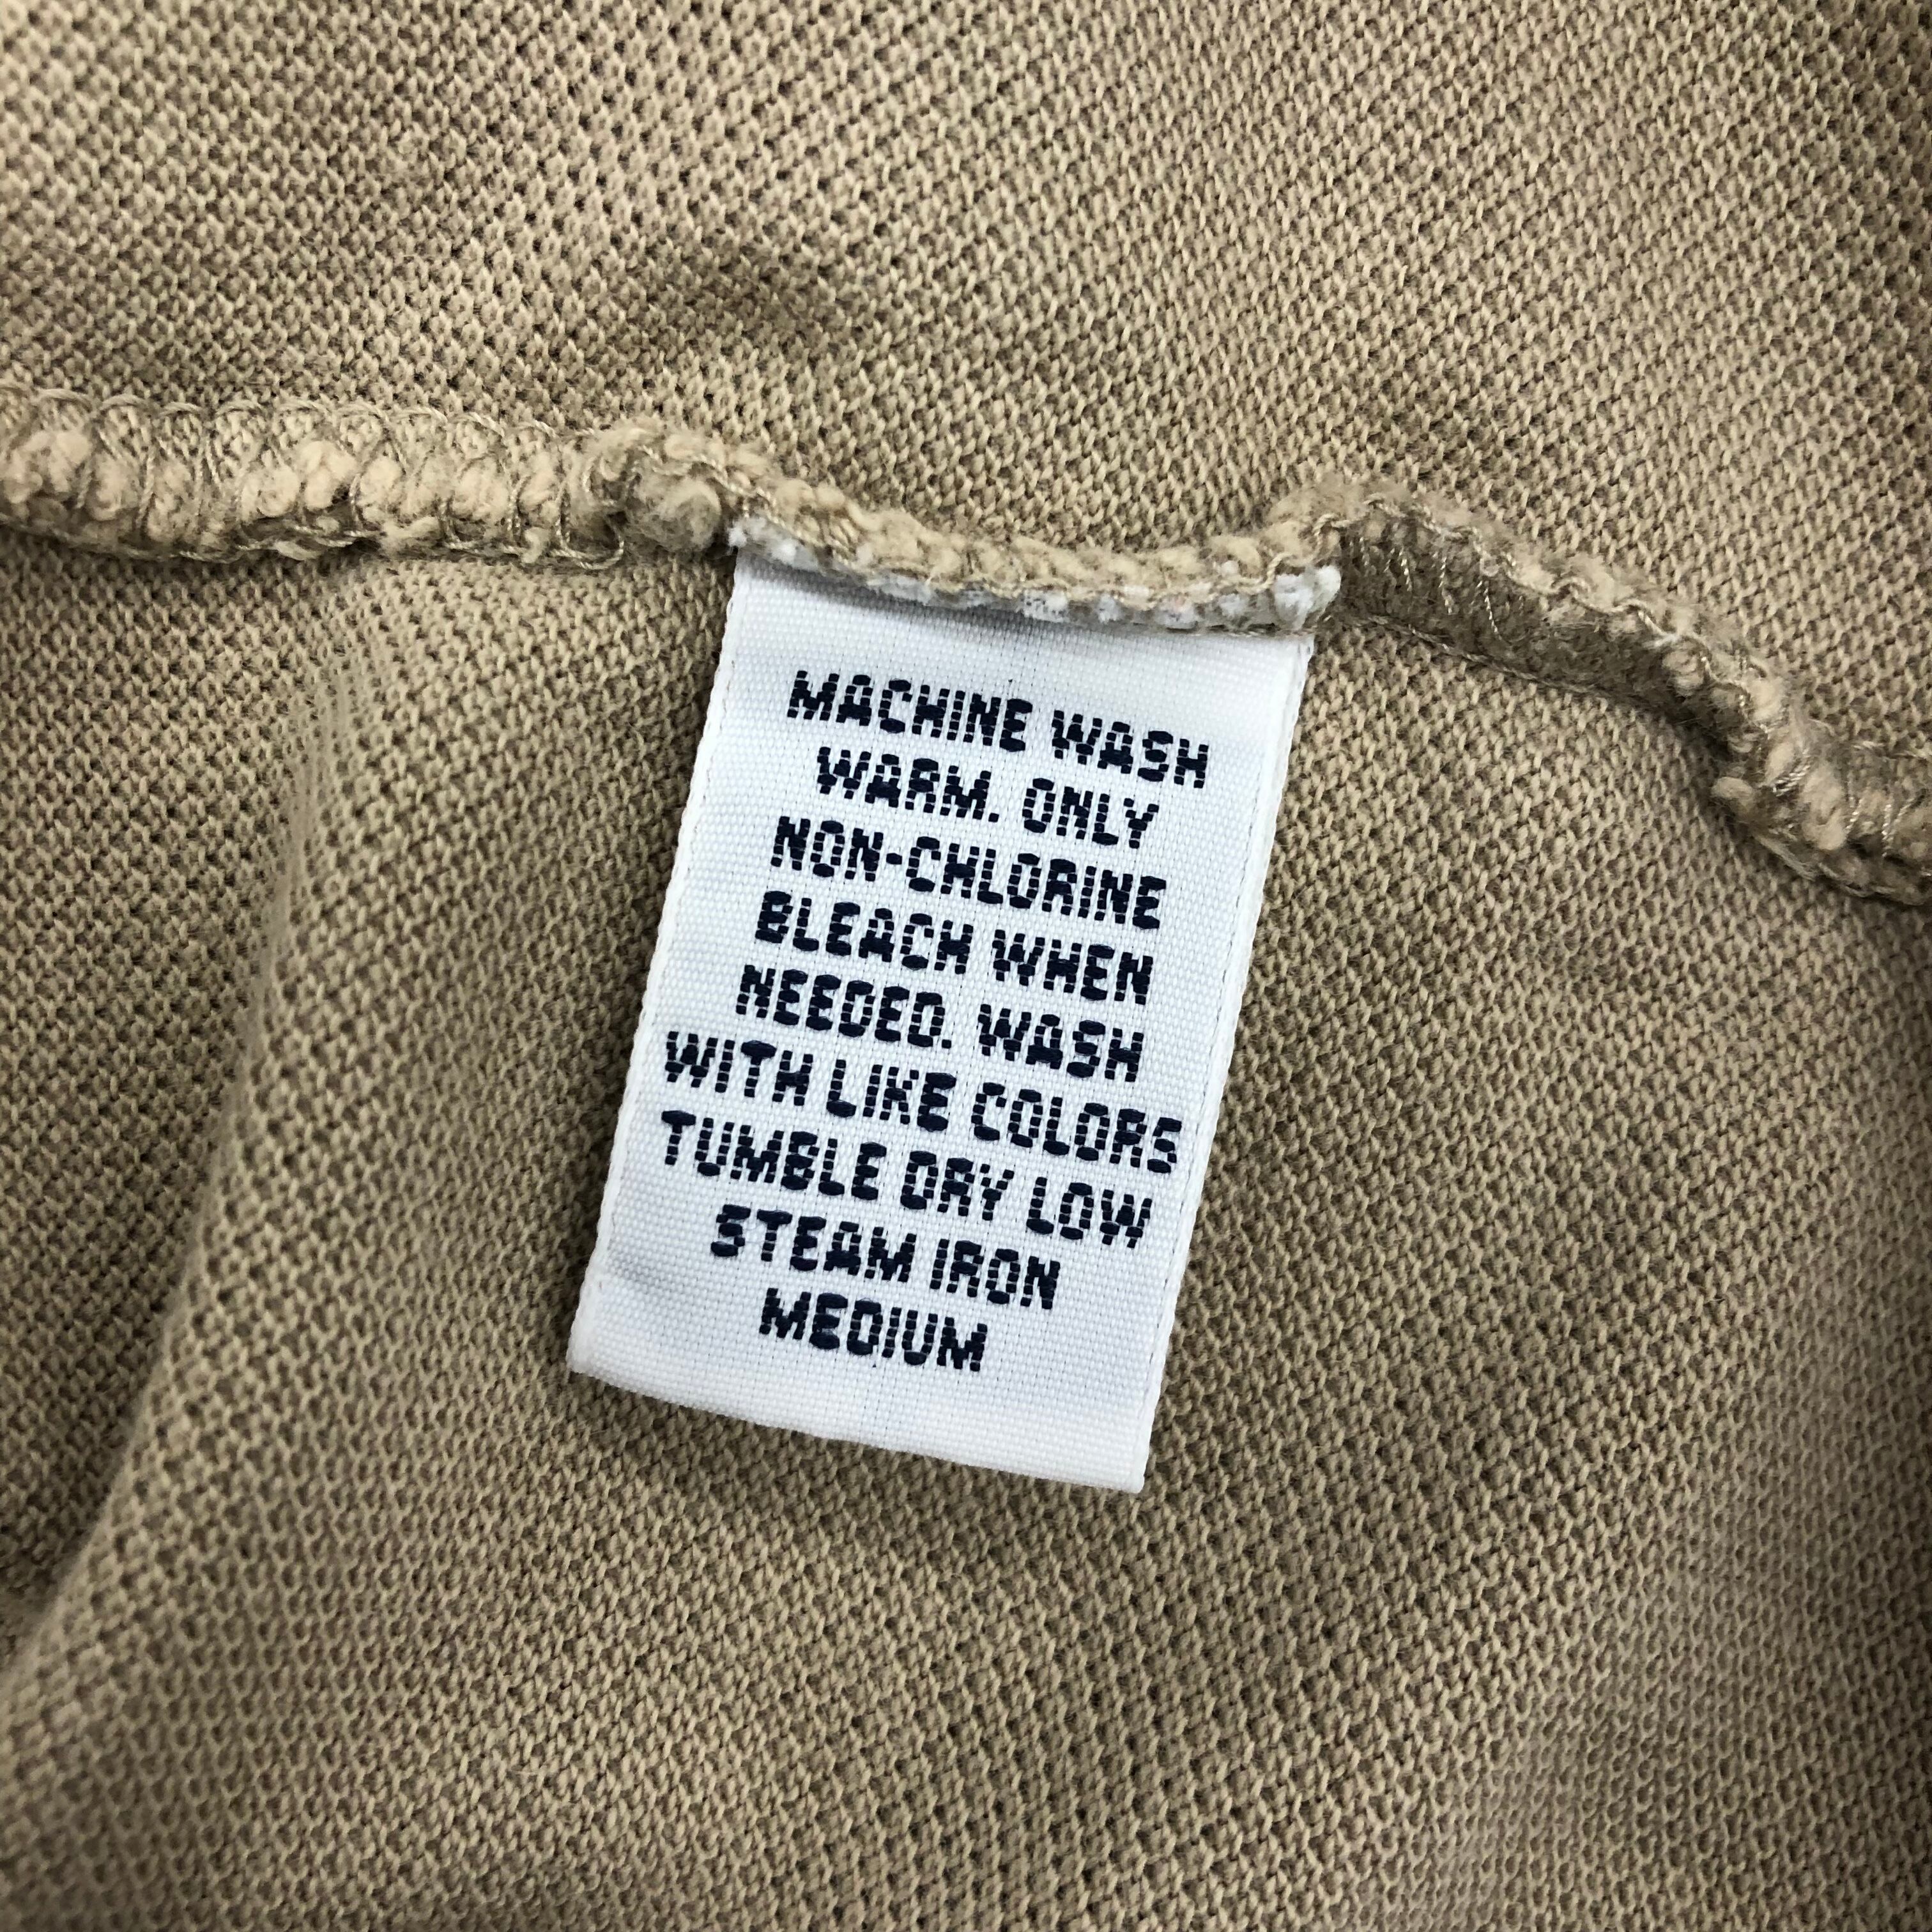 MACHINE WASH
WARM. ONLY
NON-CHLORINE
BLEACH WHEN
NEEDED. WASH
WITH LIKE COLORS
TUMBLE DRY LOW
STEAM IRON
MEDIUM